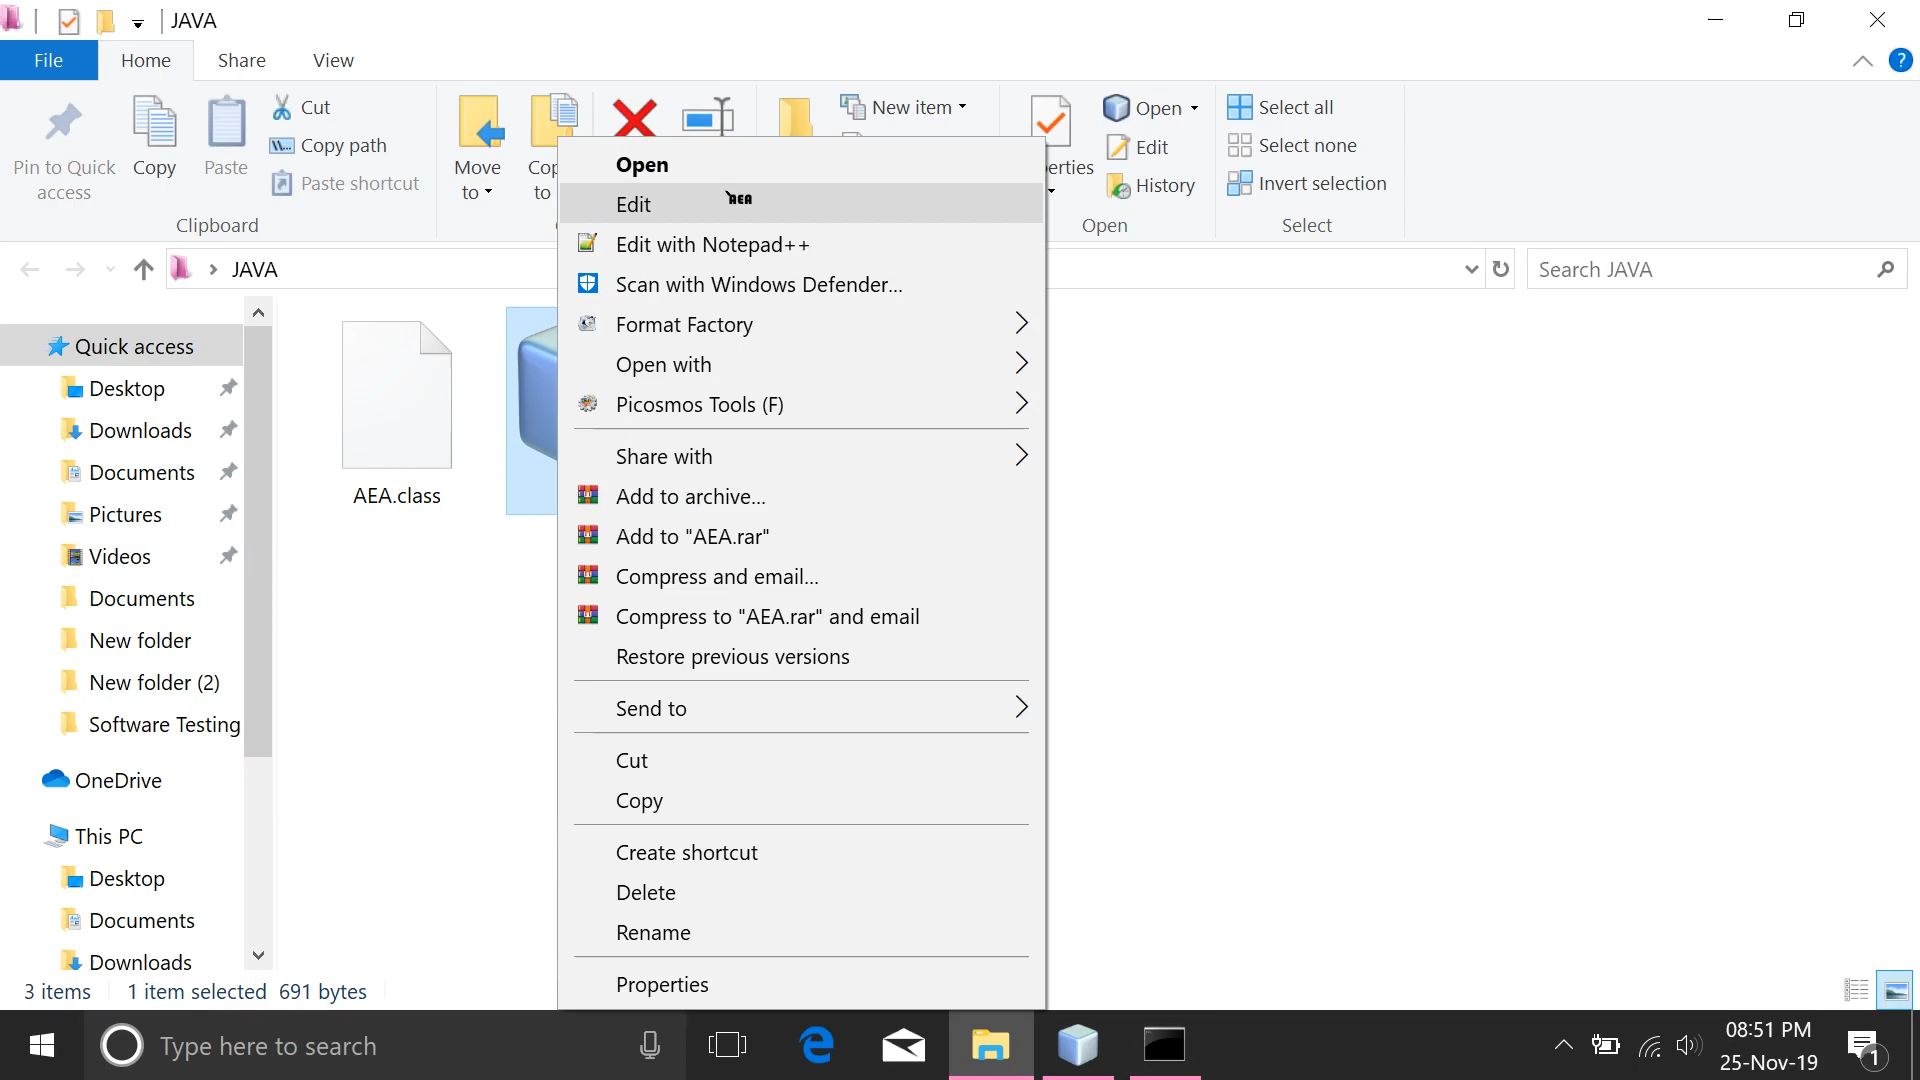 JAVA
File
Home
Share
View
?
Pin to Quick
access
Copy
Paste
Cut
Copy path
Paste shortcut
Clipboard
Move
to
Cop
to
New item
erties
Open
Edit
History
Open
Select all
Select none
Invert selection
Select
JAVA
Search JAVA
Quick access
Desktop
Downloads
Documents
Pictures
Videos
Documents
New folder
New folder (2)
Software Testing
OneDrive
This PC
Desktop
Documents
Downloads
AEA.class
Open
Edit
AEA
Edit with Notepad++
Scan with Windows Defender...
Format Factory
Open with
Picosmos Tools (F)
Share with
Add to archive...
Add to "AEA.rar"
Compress and email...
Compress to "AEA.rar" and email
Restore previous versions
Send to
Cut
Copy
Create shortcut
Delete
Rename
Properties
3 items
1 item selected 691 bytes
Type here to search
08:51 PM
25-Nov-19
1